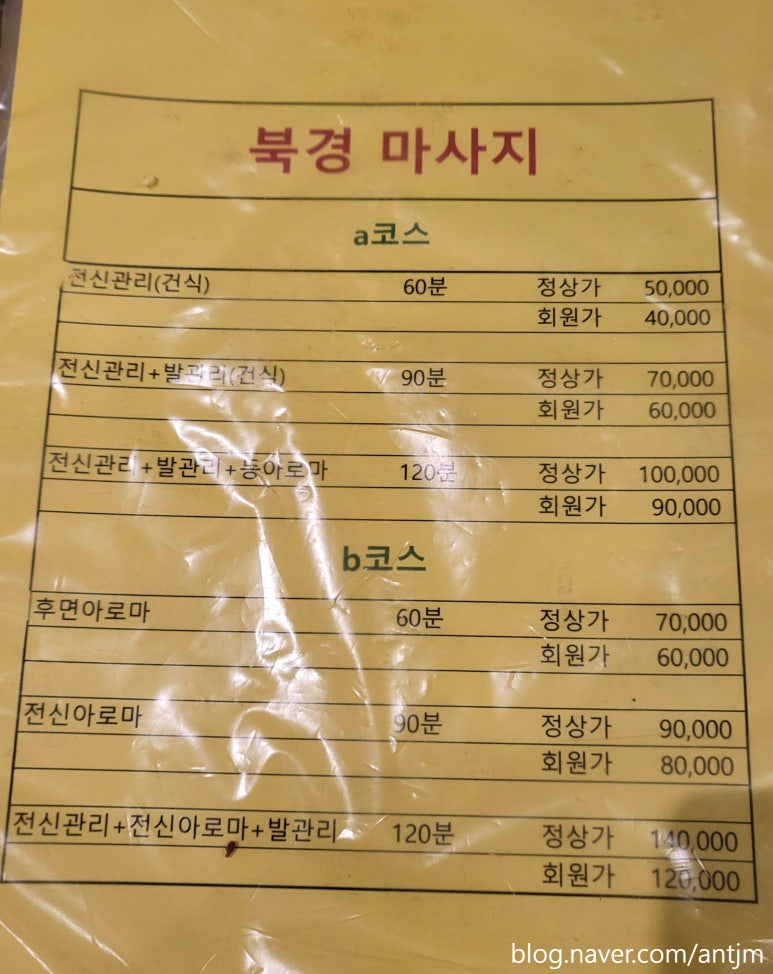 북경 마사지
a코스
전신관리(건식) 60분 정상가 50,000
회원가 40,000
전신관리+발관리(건식) 90분 정상가 70,000
회원가 60,000
전신관리+발관리+등아로마 120분 정상가 100,000
회원가 90,000
b코스
후면아로마 60분 정상가 70,000
회원가 60,000
전신아로마 90분 정상가 90,000
회원가 80,000
전신관리+전신아로마+발관리 120분 정상가 140,000
회원가 120,000
blog.naver.com/antjm